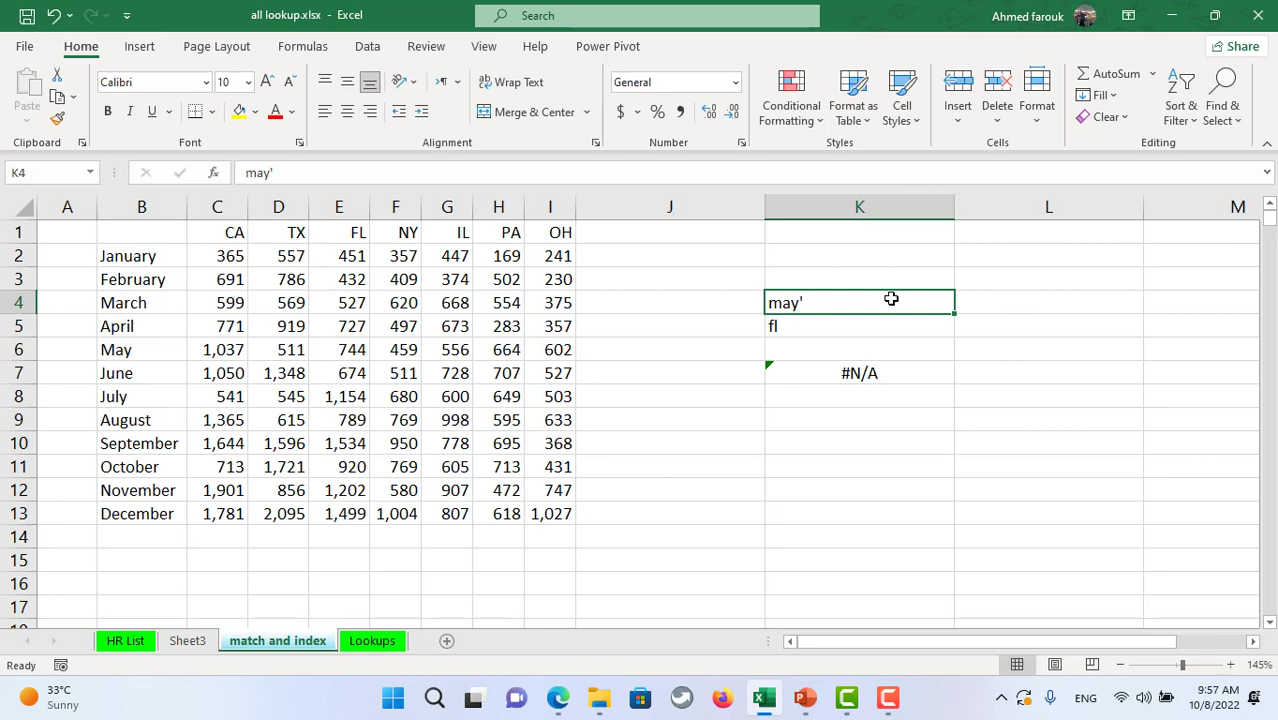 all lookup.xlsx - Excel
Search
Ahmed farouk
File Home Insert Page Layout Formulas Data Review View Help Power Pivot Share
Paste
Clipboard
Calibri 10
B I U A
Font
Wrap Text
Merge & Center
Alignment
General
$ % ,
Number
Conditional Formatting
Format as Table
Cell Styles
Styles
Insert
Delete
Format
Cells
AutoSum
Fill
Clear
Sort & Filter
Find & Select
Editing
K4 fx may'
A B C D E F G H I J K L M
1 CA TX FL NY IL PA OH
2 January 365 557 451 357 447 169 241
3 February 691 786 432 409 374 502 230
4 March 599 569 527 620 668 554 375 may'
5 April 771 919 727 497 673 283 357 fl
6 May 1,037 511 744 459 556 664 602
7 June 1,050 1,348 674 511 728 707 527 #N/A
8 July 541 545 1,154 680 600 649 503
9 August 1,365 615 789 769 998 595 633
10 September 1,644 1,596 1,534 950 778 695 368
11 October 713 1,721 920 769 605 713 431
12 November 1,901 856 1,202 580 907 472 747
13 December 1,781 2,095 1,499 1,004 807 618 1,027
14
15
16
17
HR List Sheet3 match and index Lookups
Ready 145%
33°C
Sunny
ENG
9:57 AM
10/8/2022